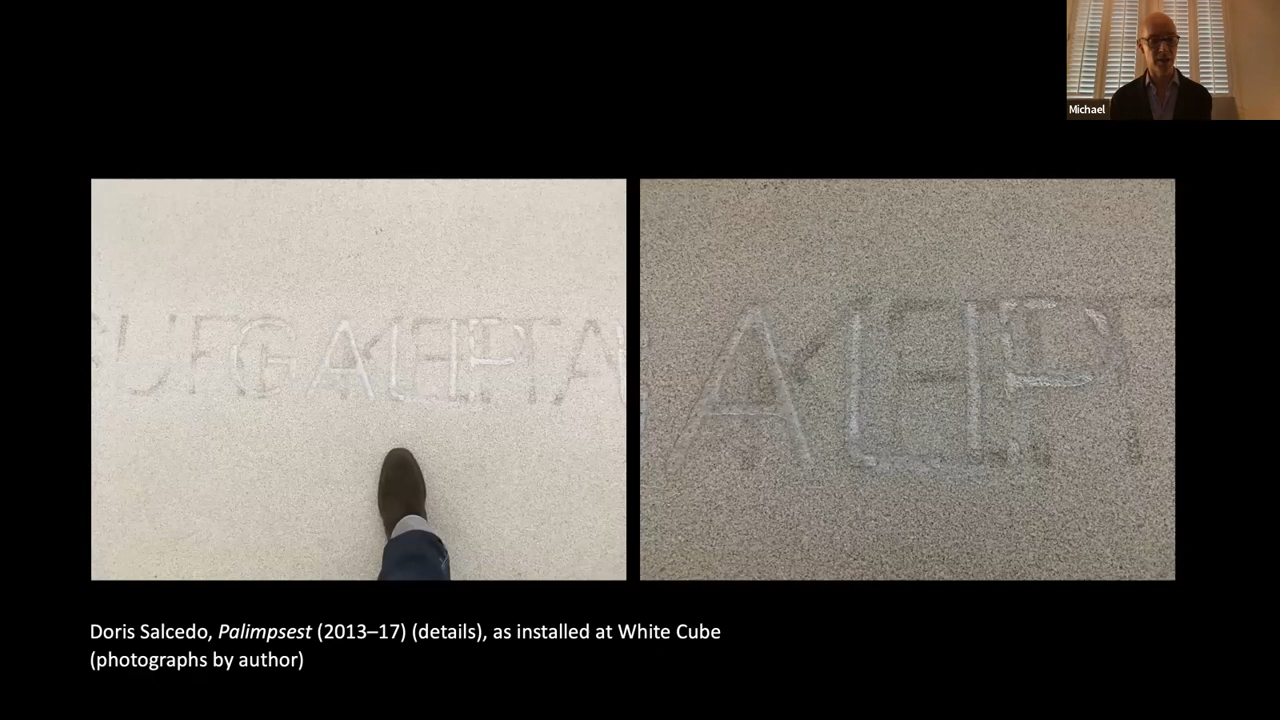 Michael
Doris Salcedo, Palimpsest (2013–17) (details), as installed at White Cube
(photographs by author)